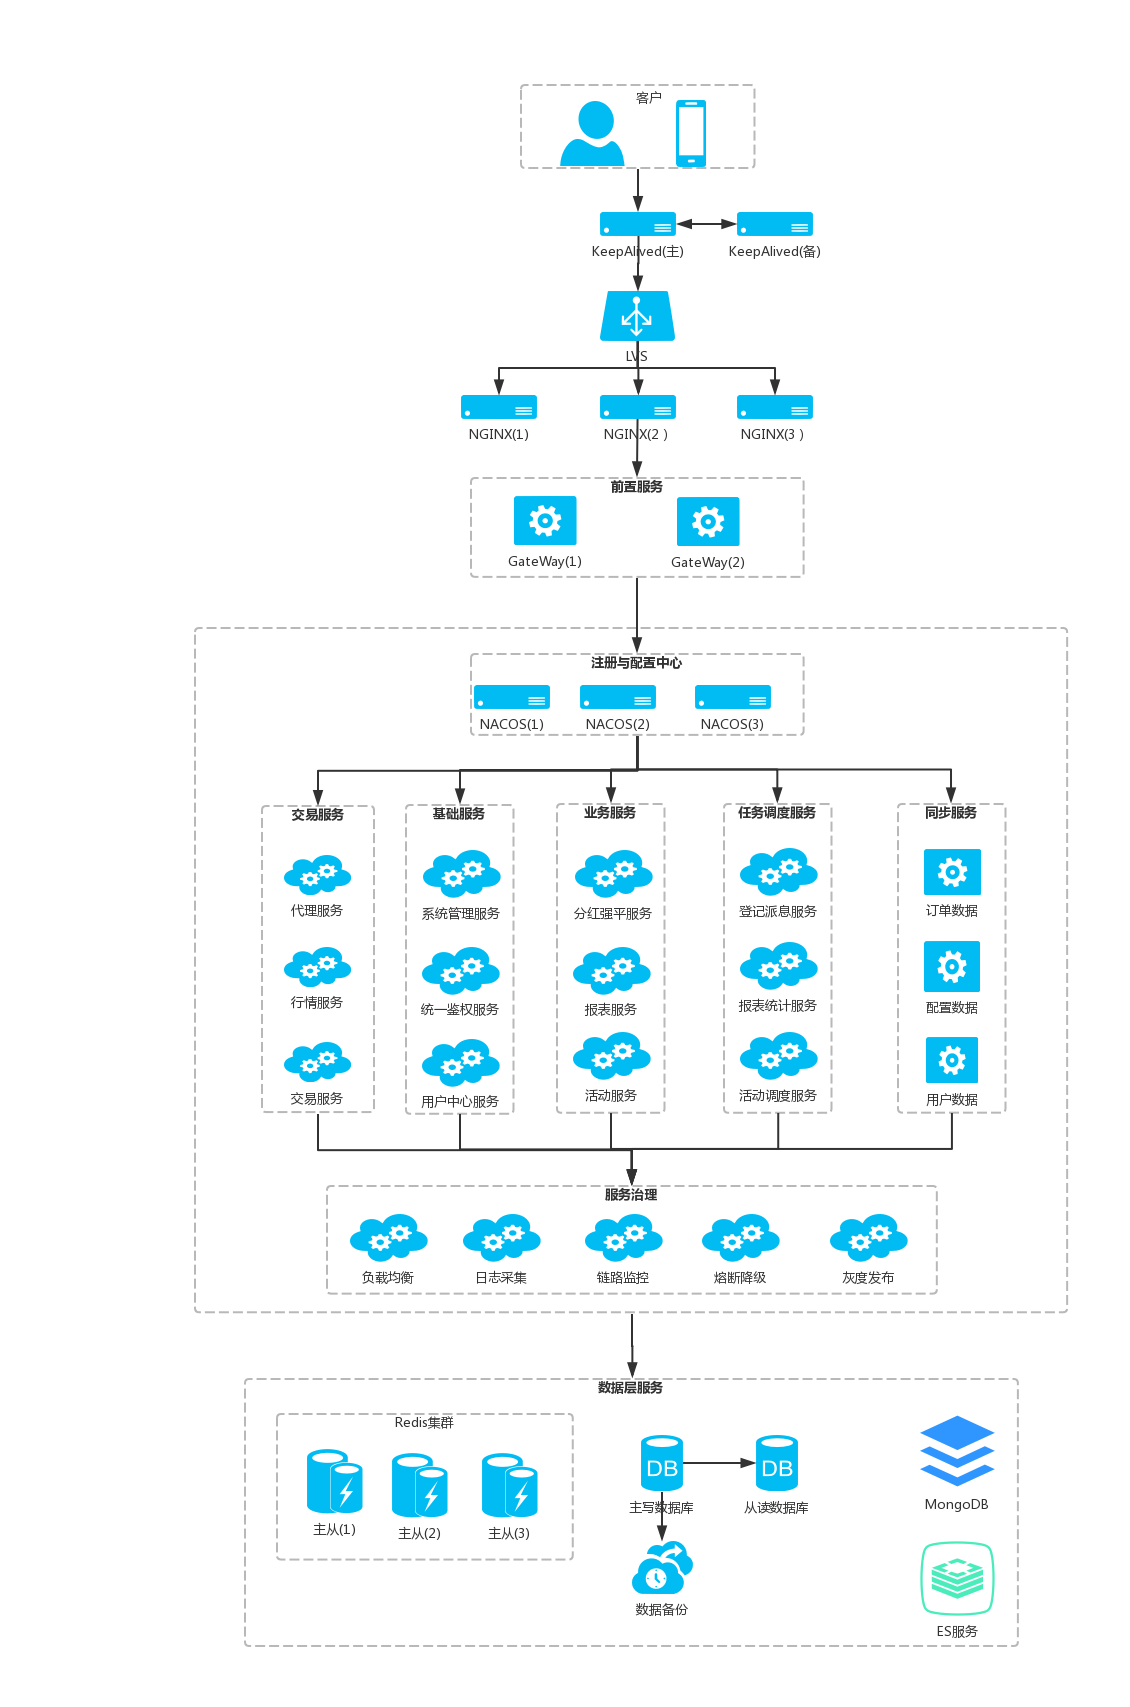 客户
KeepAlived(主)
KeepAlived(备)
LVS
NGINX(1)
NGINX(2 )
NGINX(3 )
前置服务
GateWay(1)
GateWay(2)
注册与配置中心
NACOS(1)
NACOS(2)
NACOS(3)
交易服务
代理服务
行情服务
交易服务
基础服务
系统管理服务
统一鉴权服务
用户中心服务
业务服务
分红强平服务
报表服务
活动服务
任务调度服务
登记派息服务
报表统计服务
活动调度服务
同步服务
订单数据
配置数据
用户数据
服务治理
负载均衡
日志采集
链路监控
熔断降级
灰度发布
数据层服务
Redis集群
主从(1)
主从(2)
主从(3)
DB
主写数据库
DB
从读数据库
数据备份
MongoDB
ES服务